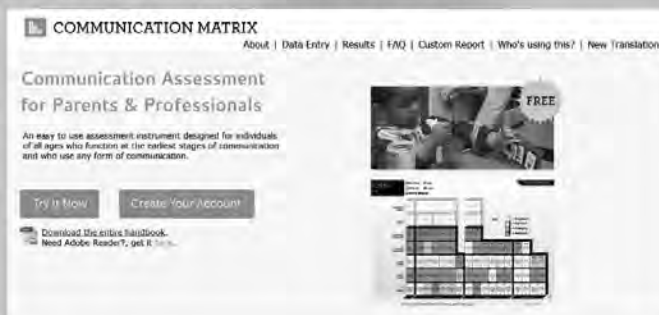 COMMUNICATION MATRIX
About | Data Entry | Results | FAQ | Custom Report | Who's using this? | New Translation
Communication Assessment
for Parents & Professionals
FREE
An easy to use assessment instrument designed for individuals
of all ages who function at the earliest stages of communication
and who use any form of communication.
Try it Now
Create Your Account
Download the entire handbook.
Need Adobe Reader?, get it here.